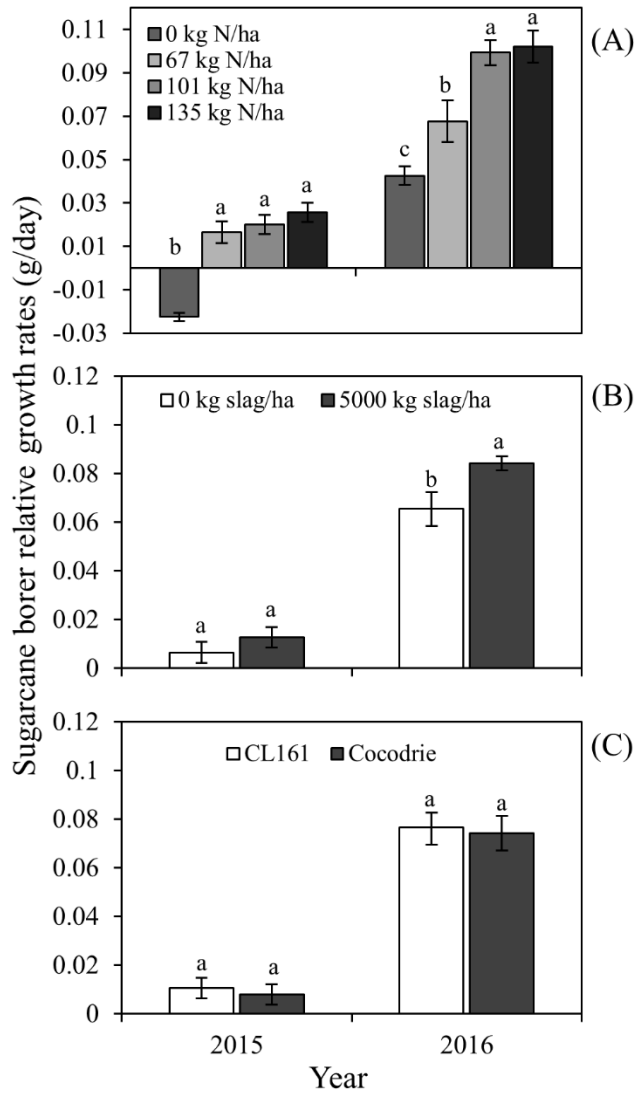 Sugarcane borer relative growth rates (g/day)
(A)
0 kg N/ha
67 kg N/ha
101 kg N/ha
135 kg N/ha
0.11
0.09
0.07
0.05
0.03
0.01
-0.01
-0.03
b
a
a
a
c
b
a
a
(B)
0 kg slag/ha 5000 kg slag/ha
0.12
0.1
0.08
0.06
0.04
0.02
0
a
a
b
a
(C)
CL161 Cocodrie
0.12
0.1
0.08
0.06
0.04
0.02
0
a
a
a
a
2015 2016
Year